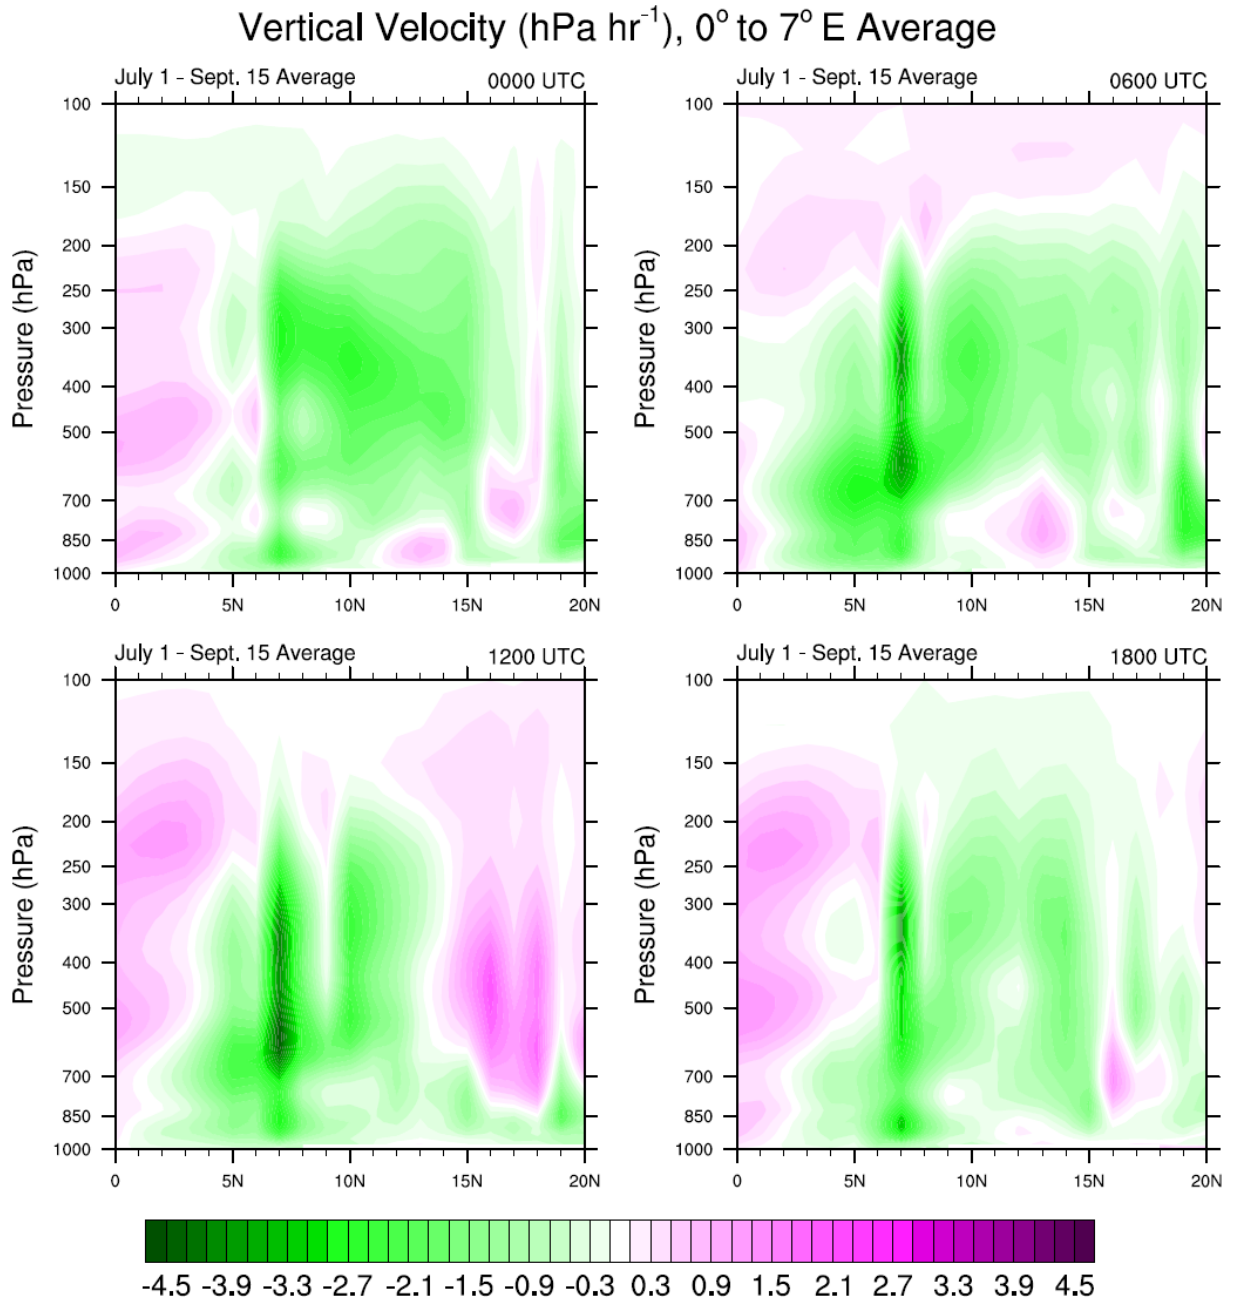 Vertical Velocity (hPa hr⁻¹), 0° to 7° E Average
July 1 - Sept. 15 Average 0000 UTC
100
150
200
250
300
400
500
700
850
1000
Pressure (hPa)
0 5N 10N 15N 20N
July 1 - Sept. 15 Average 0600 UTC
100
150
200
250
300
400
500
700
850
1000
Pressure (hPa)
0 5N 10N 15N 20N
July 1 - Sept. 15 Average 1200 UTC
100
150
200
250
300
400
500
700
850
1000
Pressure (hPa)
0 5N 10N 15N 20N
July 1 - Sept. 15 Average 1800 UTC
100
150
200
250
300
400
500
700
850
1000
Pressure (hPa)
0 5N 10N 15N 20N
-4.5 -3.9 -3.3 -2.7 -2.1 -1.5 -0.9 -0.3 0.3 0.9 1.5 2.1 2.7 3.3 3.9 4.5